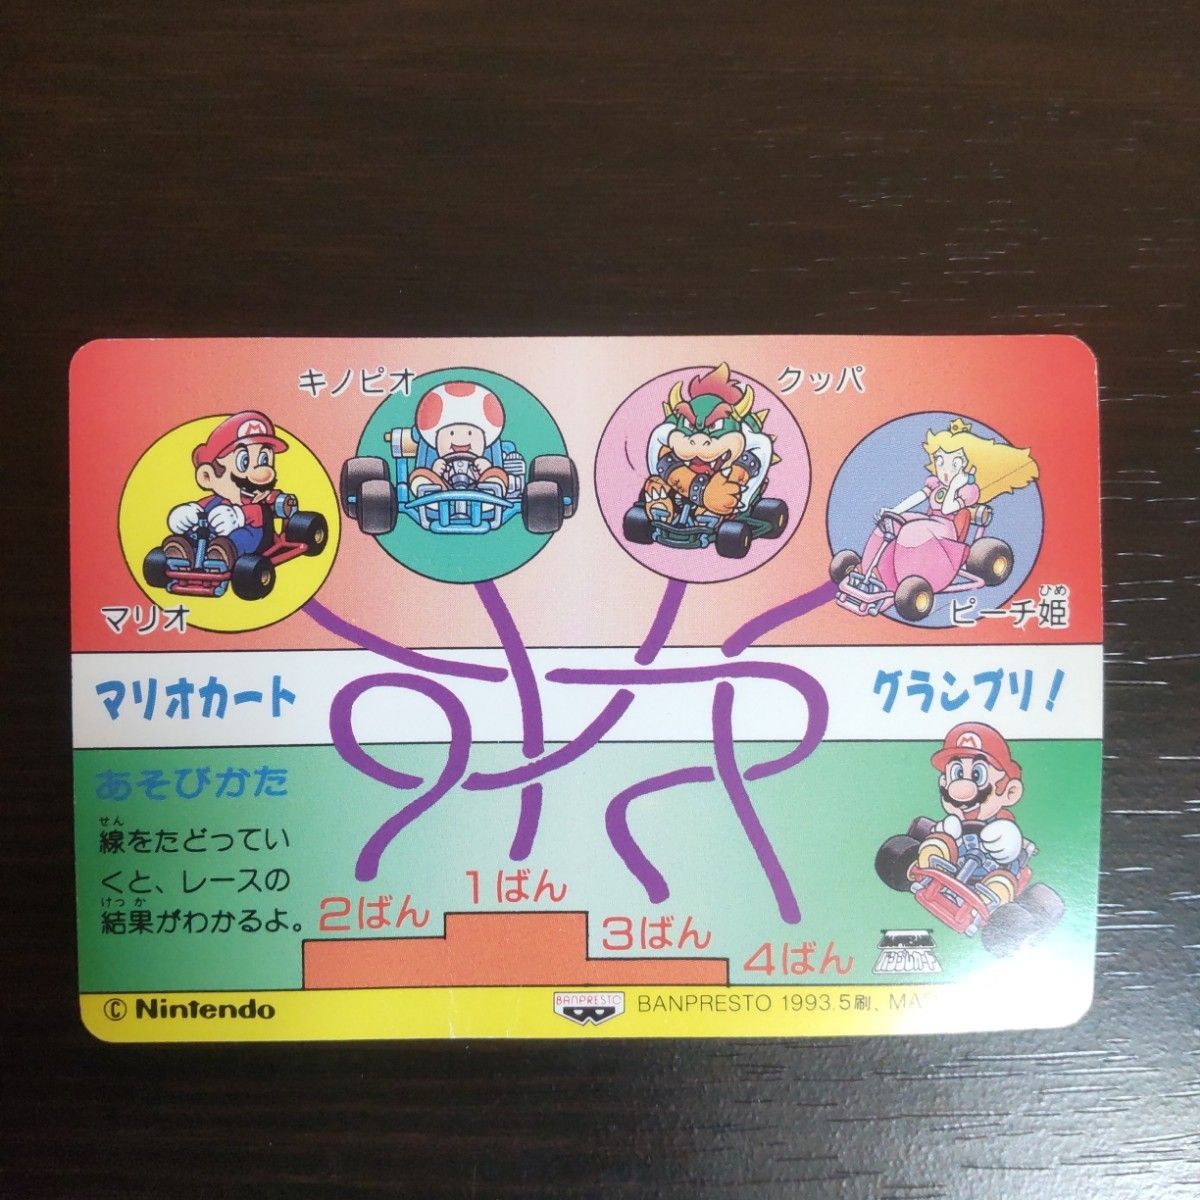 キノピオ
クッパ
マリオ
ひめ
ピーチ姫
マリオカート グランプリ!
あそびかた
せん
線をたどってい
くと、レースの
けっか
結果がわかるよ。
1ばん
2ばん
3ばん
4ばん
© Nintendo
BANPRESTO
BANPRESTO 1993.5刷、MA